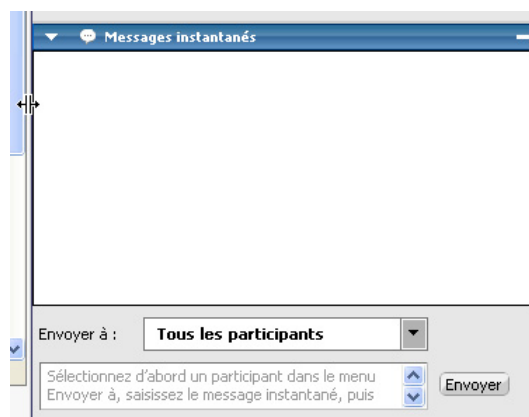 Messages instantanés
Envoyer à : Tous les participants
Sélectionnez d'abord un participant dans le menu
Envoyer à, saisissez le message instantané, puis
Envoyer